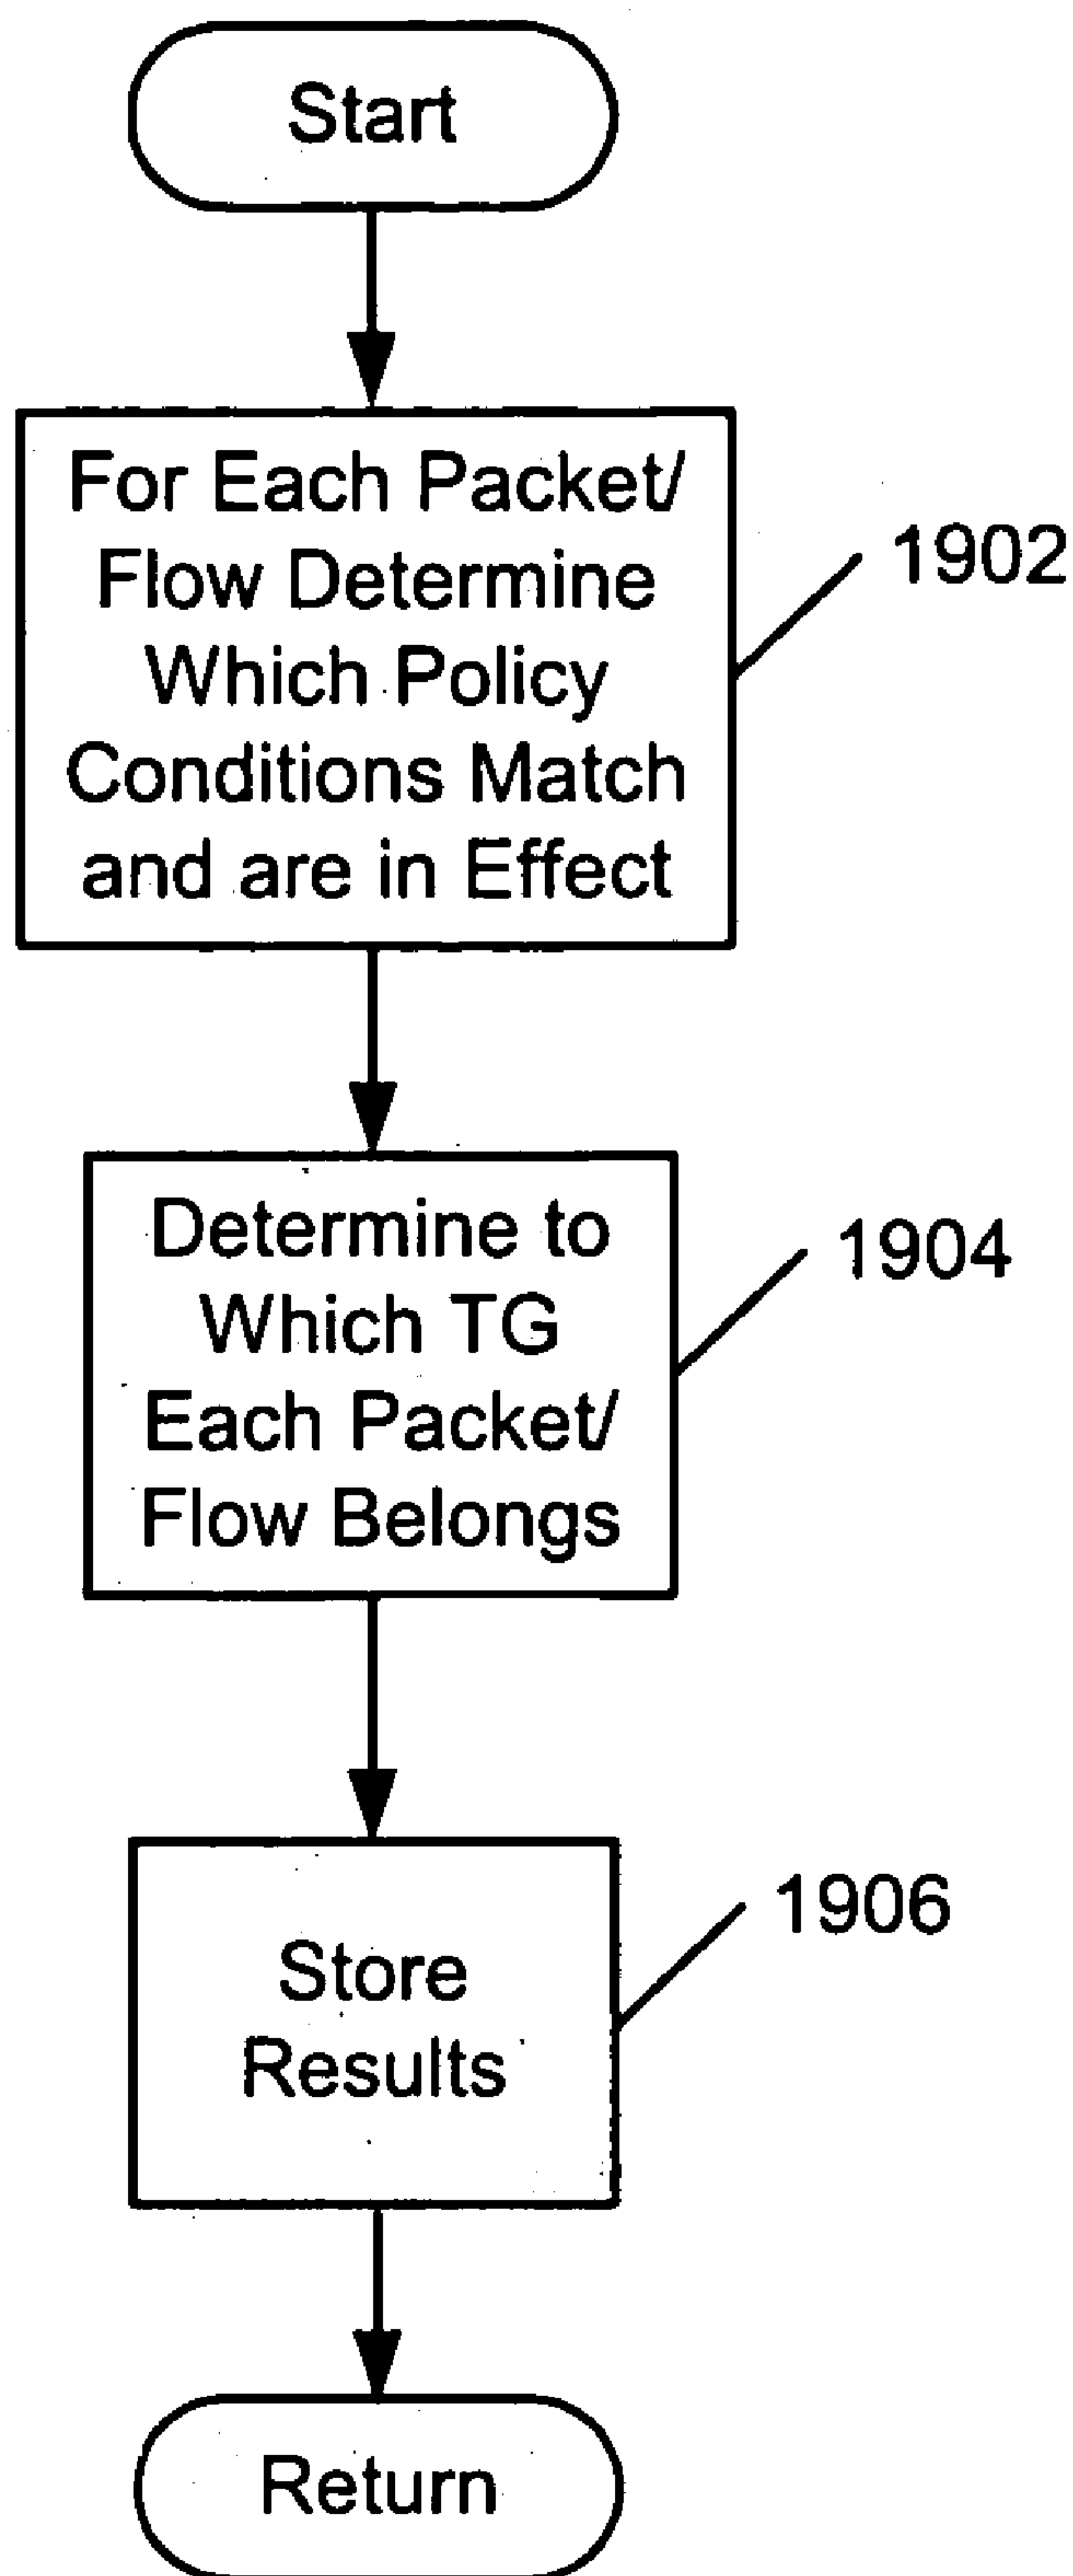 Start
For Each Packet/
Flow Determine
Which Policy
Conditions Match
and are in Effect
1902
Determine to
Which TG
Each Packet/
Flow Belongs
1904
Store
Results
1906
Return